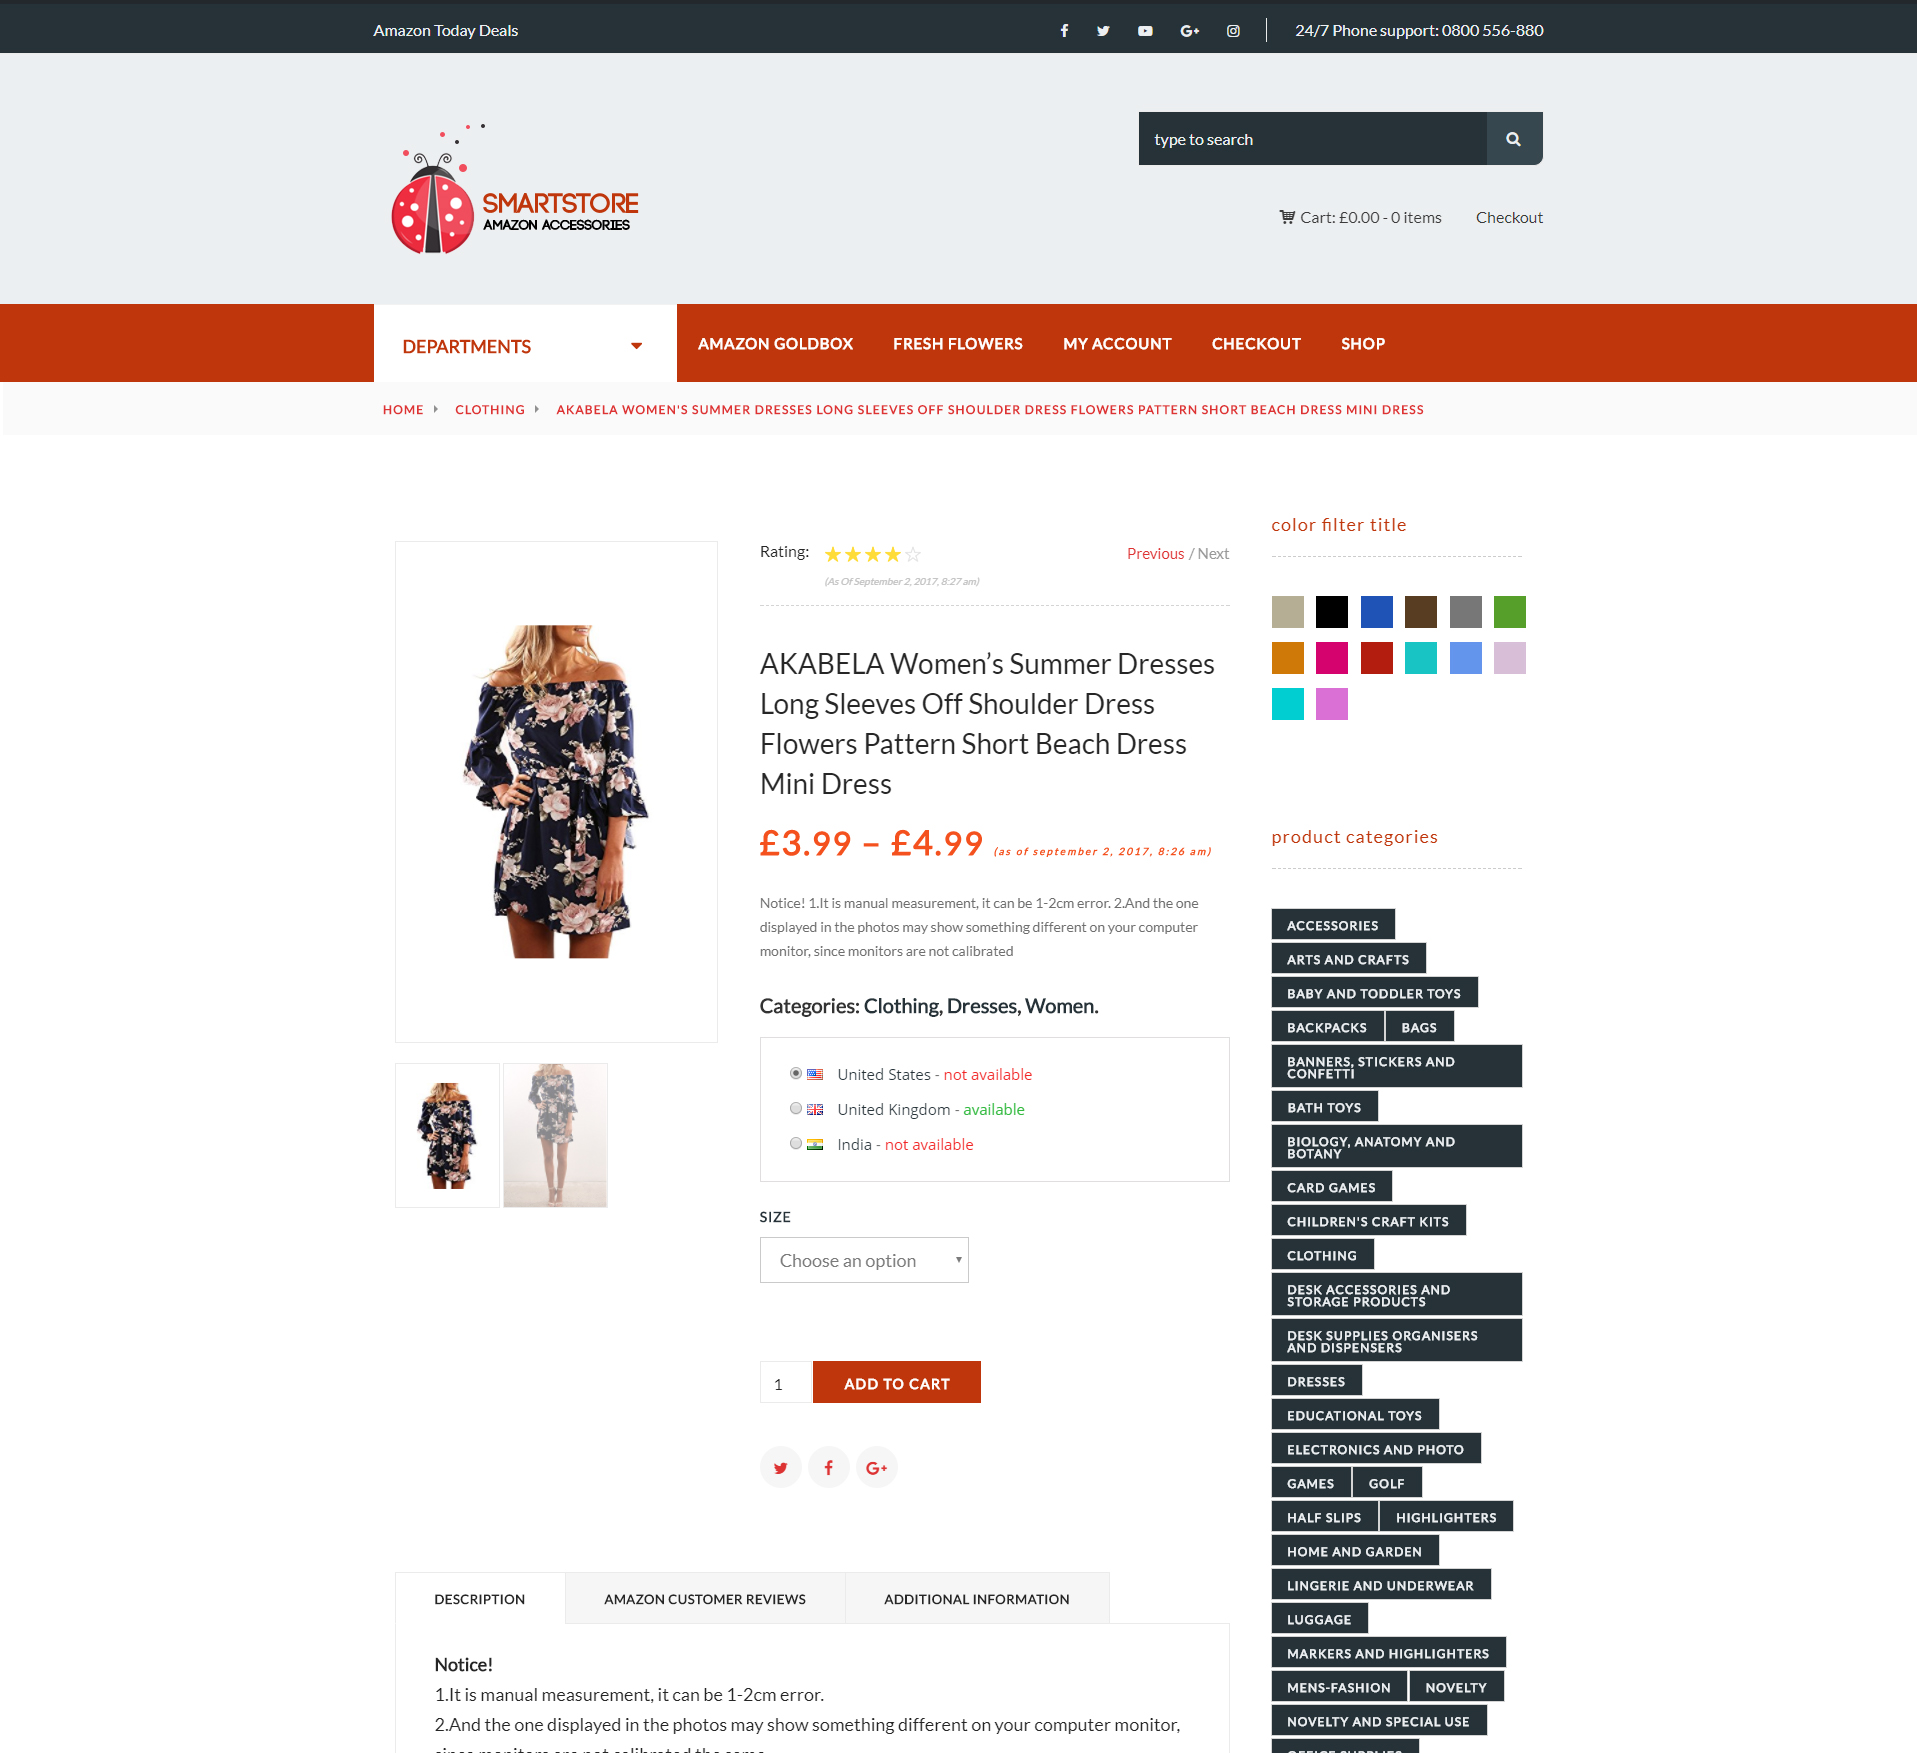 Amazon Today Deals
24/7 Phone support: 0800 556-880
type to search
SMARTSTORE
AMAZON ACCESSORIES
Cart: £0.00 - 0 items
Checkout
DEPARTMENTS
AMAZON GOLDBOX
FRESH FLOWERS
MY ACCOUNT
CHECKOUT
SHOP
HOME
CLOTHING
AKABELA WOMEN'S SUMMER DRESSES LONG SLEEVES OFF SHOULDER DRESS FLOWERS PATTERN SHORT BEACH DRESS MINI DRESS
Rating:
(As Of September 2, 2017, 8:27 am)
Previous / Next
AKABELA Women’s Summer Dresses
Long Sleeves Off Shoulder Dress
Flowers Pattern Short Beach Dress
Mini Dress
£3.99 – £4.99 (as of september 2, 2017, 8:26 am)
Notice! 1.It is manual measurement, it can be 1-2cm error. 2.And the one
displayed in the photos may show something different on your computer
monitor, since monitors are not calibrated
Categories: Clothing, Dresses, Women.
United States - not available
United Kingdom - available
India - not available
SIZE
Choose an option
1
ADD TO CART
DESCRIPTION
AMAZON CUSTOMER REVIEWS
ADDITIONAL INFORMATION
Notice!
1.It is manual measurement, it can be 1-2cm error.
2.And the one displayed in the photos may show something different on your computer monitor,
since monitors are not calibrated the same
color filter title
product categories
ACCESSORIES
ARTS AND CRAFTS
BABY AND TODDLER TOYS
BACKPACKS
BAGS
BANNERS, STICKERS AND
CONFETTI
BATH TOYS
BIOLOGY, ANATOMY AND
BOTANY
CARD GAMES
CHILDREN'S CRAFT KITS
CLOTHING
DESK ACCESSORIES AND
STORAGE PRODUCTS
DESK SUPPLIES ORGANISERS
AND DISPENSERS
DRESSES
EDUCATIONAL TOYS
ELECTRONICS AND PHOTO
GAMES
GOLF
HALF SLIPS
HIGHLIGHTERS
HOME AND GARDEN
LINGERIE AND UNDERWEAR
LUGGAGE
MARKERS AND HIGHLIGHTERS
MENS-FASHION
NOVELTY
NOVELTY AND SPECIAL USE
OFFICE SUPPLIES